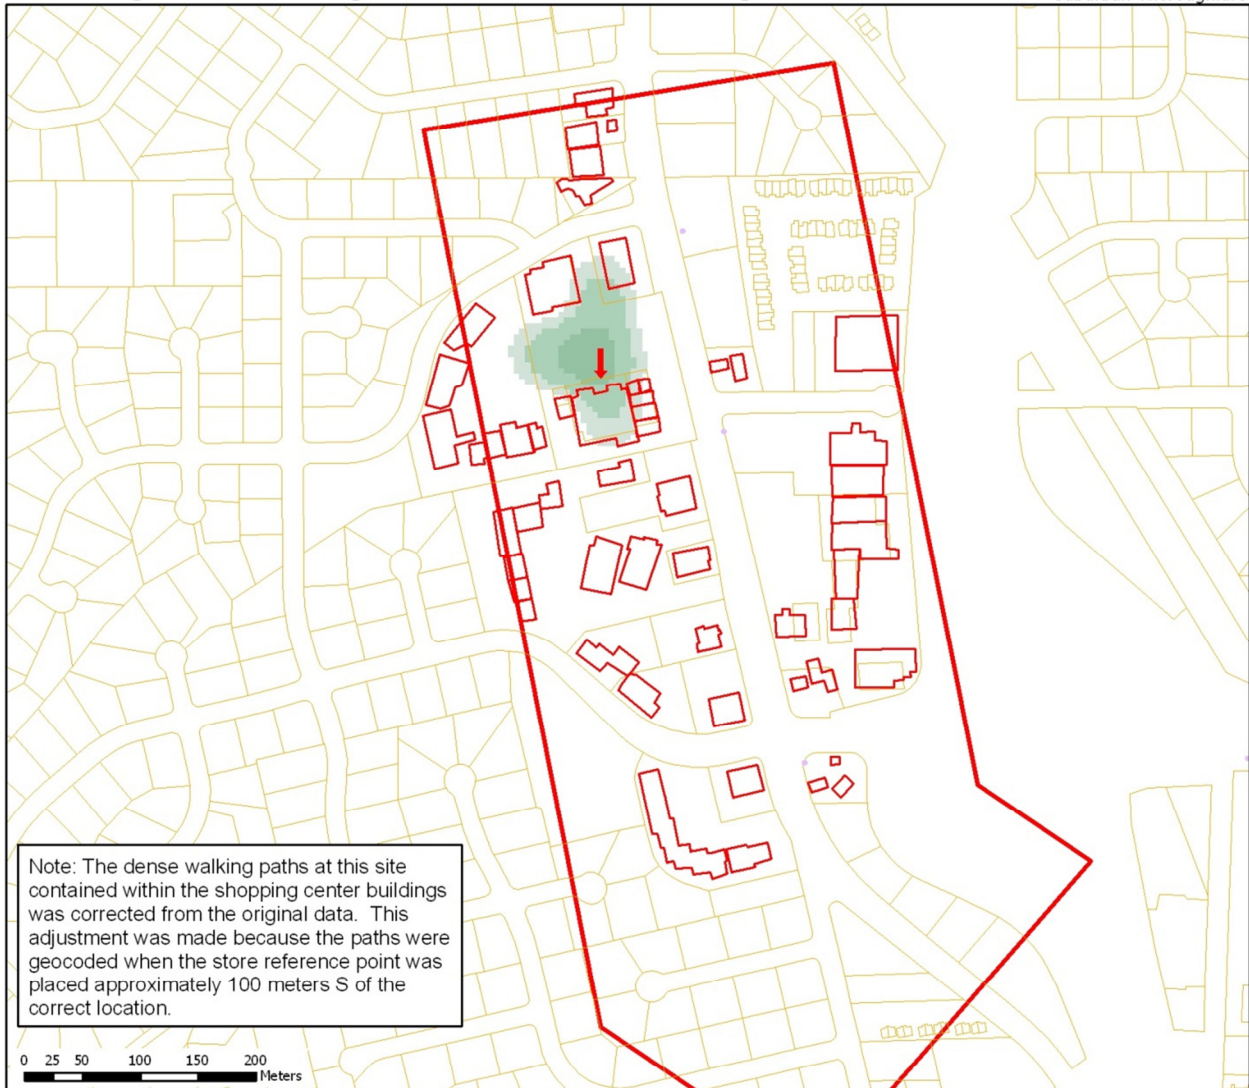 Note: The dense walking paths at this site
contained within the shopping center buildings
was corrected from the original data.  This
adjustment was made because the paths were
geocoded when the store reference point was
placed approximately 100 meters S of the
correct location.
0 25 50 100 150 200
Meters